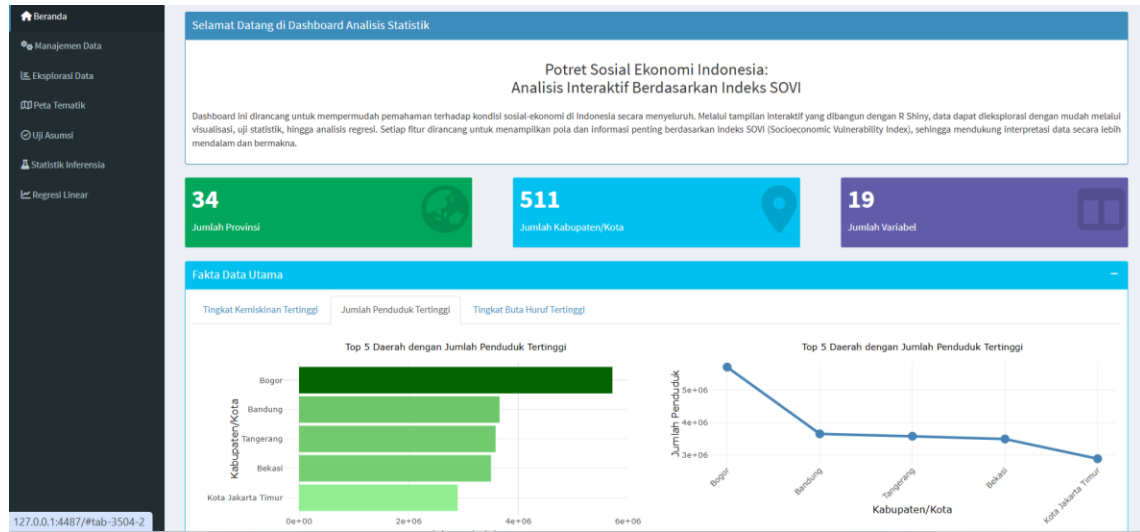 Beranda
Manajemen Data
Eksplorasi Data
Peta Tematik
Uji Asumsi
Statistik Inferensia
Regresi Linear
Selamat Datang di Dashboard Analisis Statistik
Potret Sosial Ekonomi Indonesia:
Analisis Interaktif Berdasarkan Indeks SOVI
Dashboard ini dirancang untuk mempermudah pemahaman terhadap kondisi sosial-ekonomi di Indonesia secara menyeluruh. Melalui tampilan interaktif yang dibangun dengan R Shiny, data dapat dieksplorasi dengan mudah melalui
visualisasi, uji statistik, hingga analisis regresi. Setiap fitur dirancang untuk menampilkan pola dan informasi penting berdasarkan Indeks SOVI (Socioeconomic Vulnerability Index), sehingga mendukung interpretasi data secara lebih
mendalam dan bermakna.
34
Jumlah Provinsi
511
Jumlah Kabupaten/Kota
19
Jumlah Variabel
Fakta Data Utama
Tingkat Kemiskinan Tertinggi
Jumlah Penduduk Tertinggi
Tingkat Buta Huruf Tertinggi
Top 5 Daerah dengan Jumlah Penduduk Tertinggi
Kabupaten/Kota
Bogor
Bandung
Tangerang
Bekasi
Kota Jakarta Timur
0e+00
2e+06
4e+06
6e+06
Top 5 Daerah dengan Jumlah Penduduk Tertinggi
Jumlah Penduduk
5e+06
4e+06
3e+06
Bogor
Bandung
Tangerang
Bekasi
Kota Jakarta Timur
Kabupaten/Kota
127.0.0.1:4487/#tab-3504-2